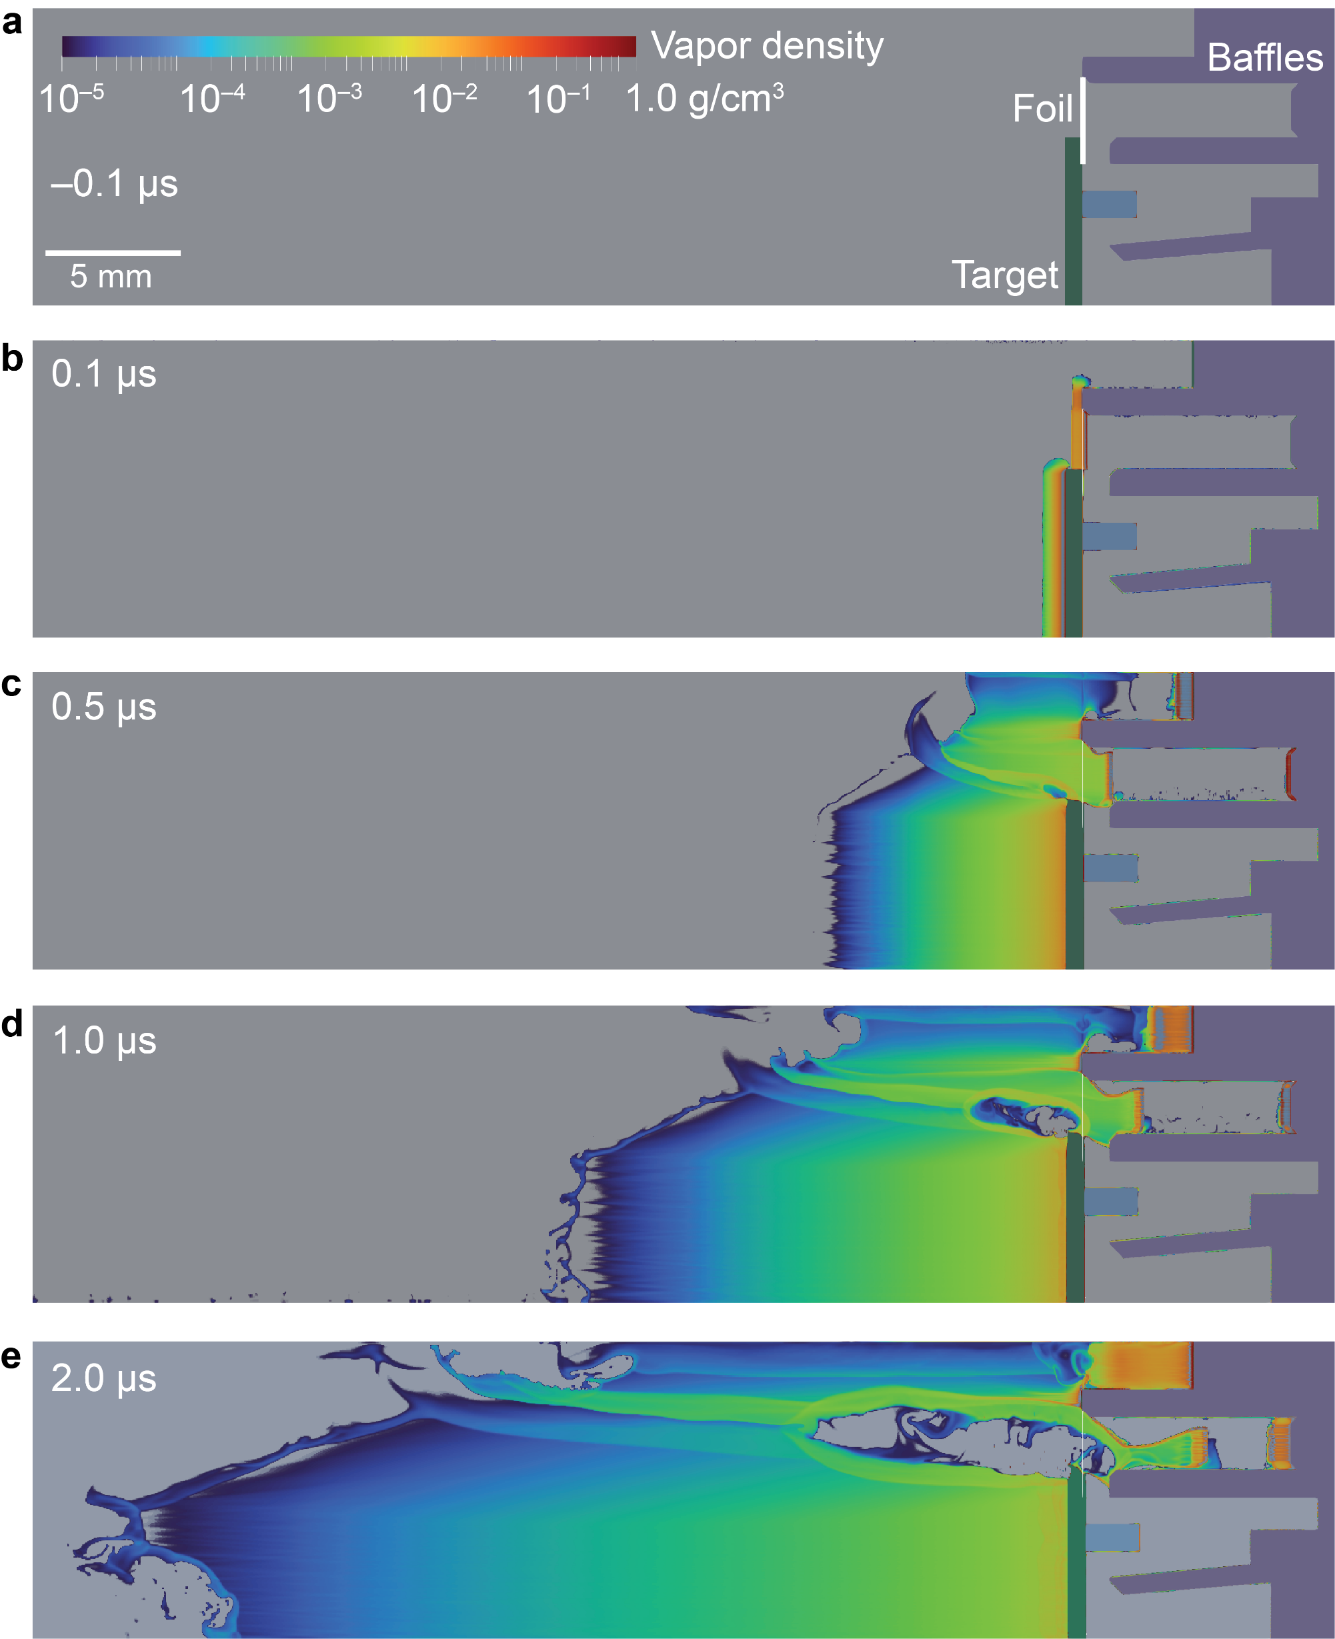 a
Vapor density
10⁻⁵ 10⁻⁴ 10⁻³ 10⁻² 10⁻¹ 1.0 g/cm³
Baffles
Foil
–0.1 µs
5 mm
Target
b
0.1 µs
c
0.5 µs
d
1.0 µs
e
2.0 µs